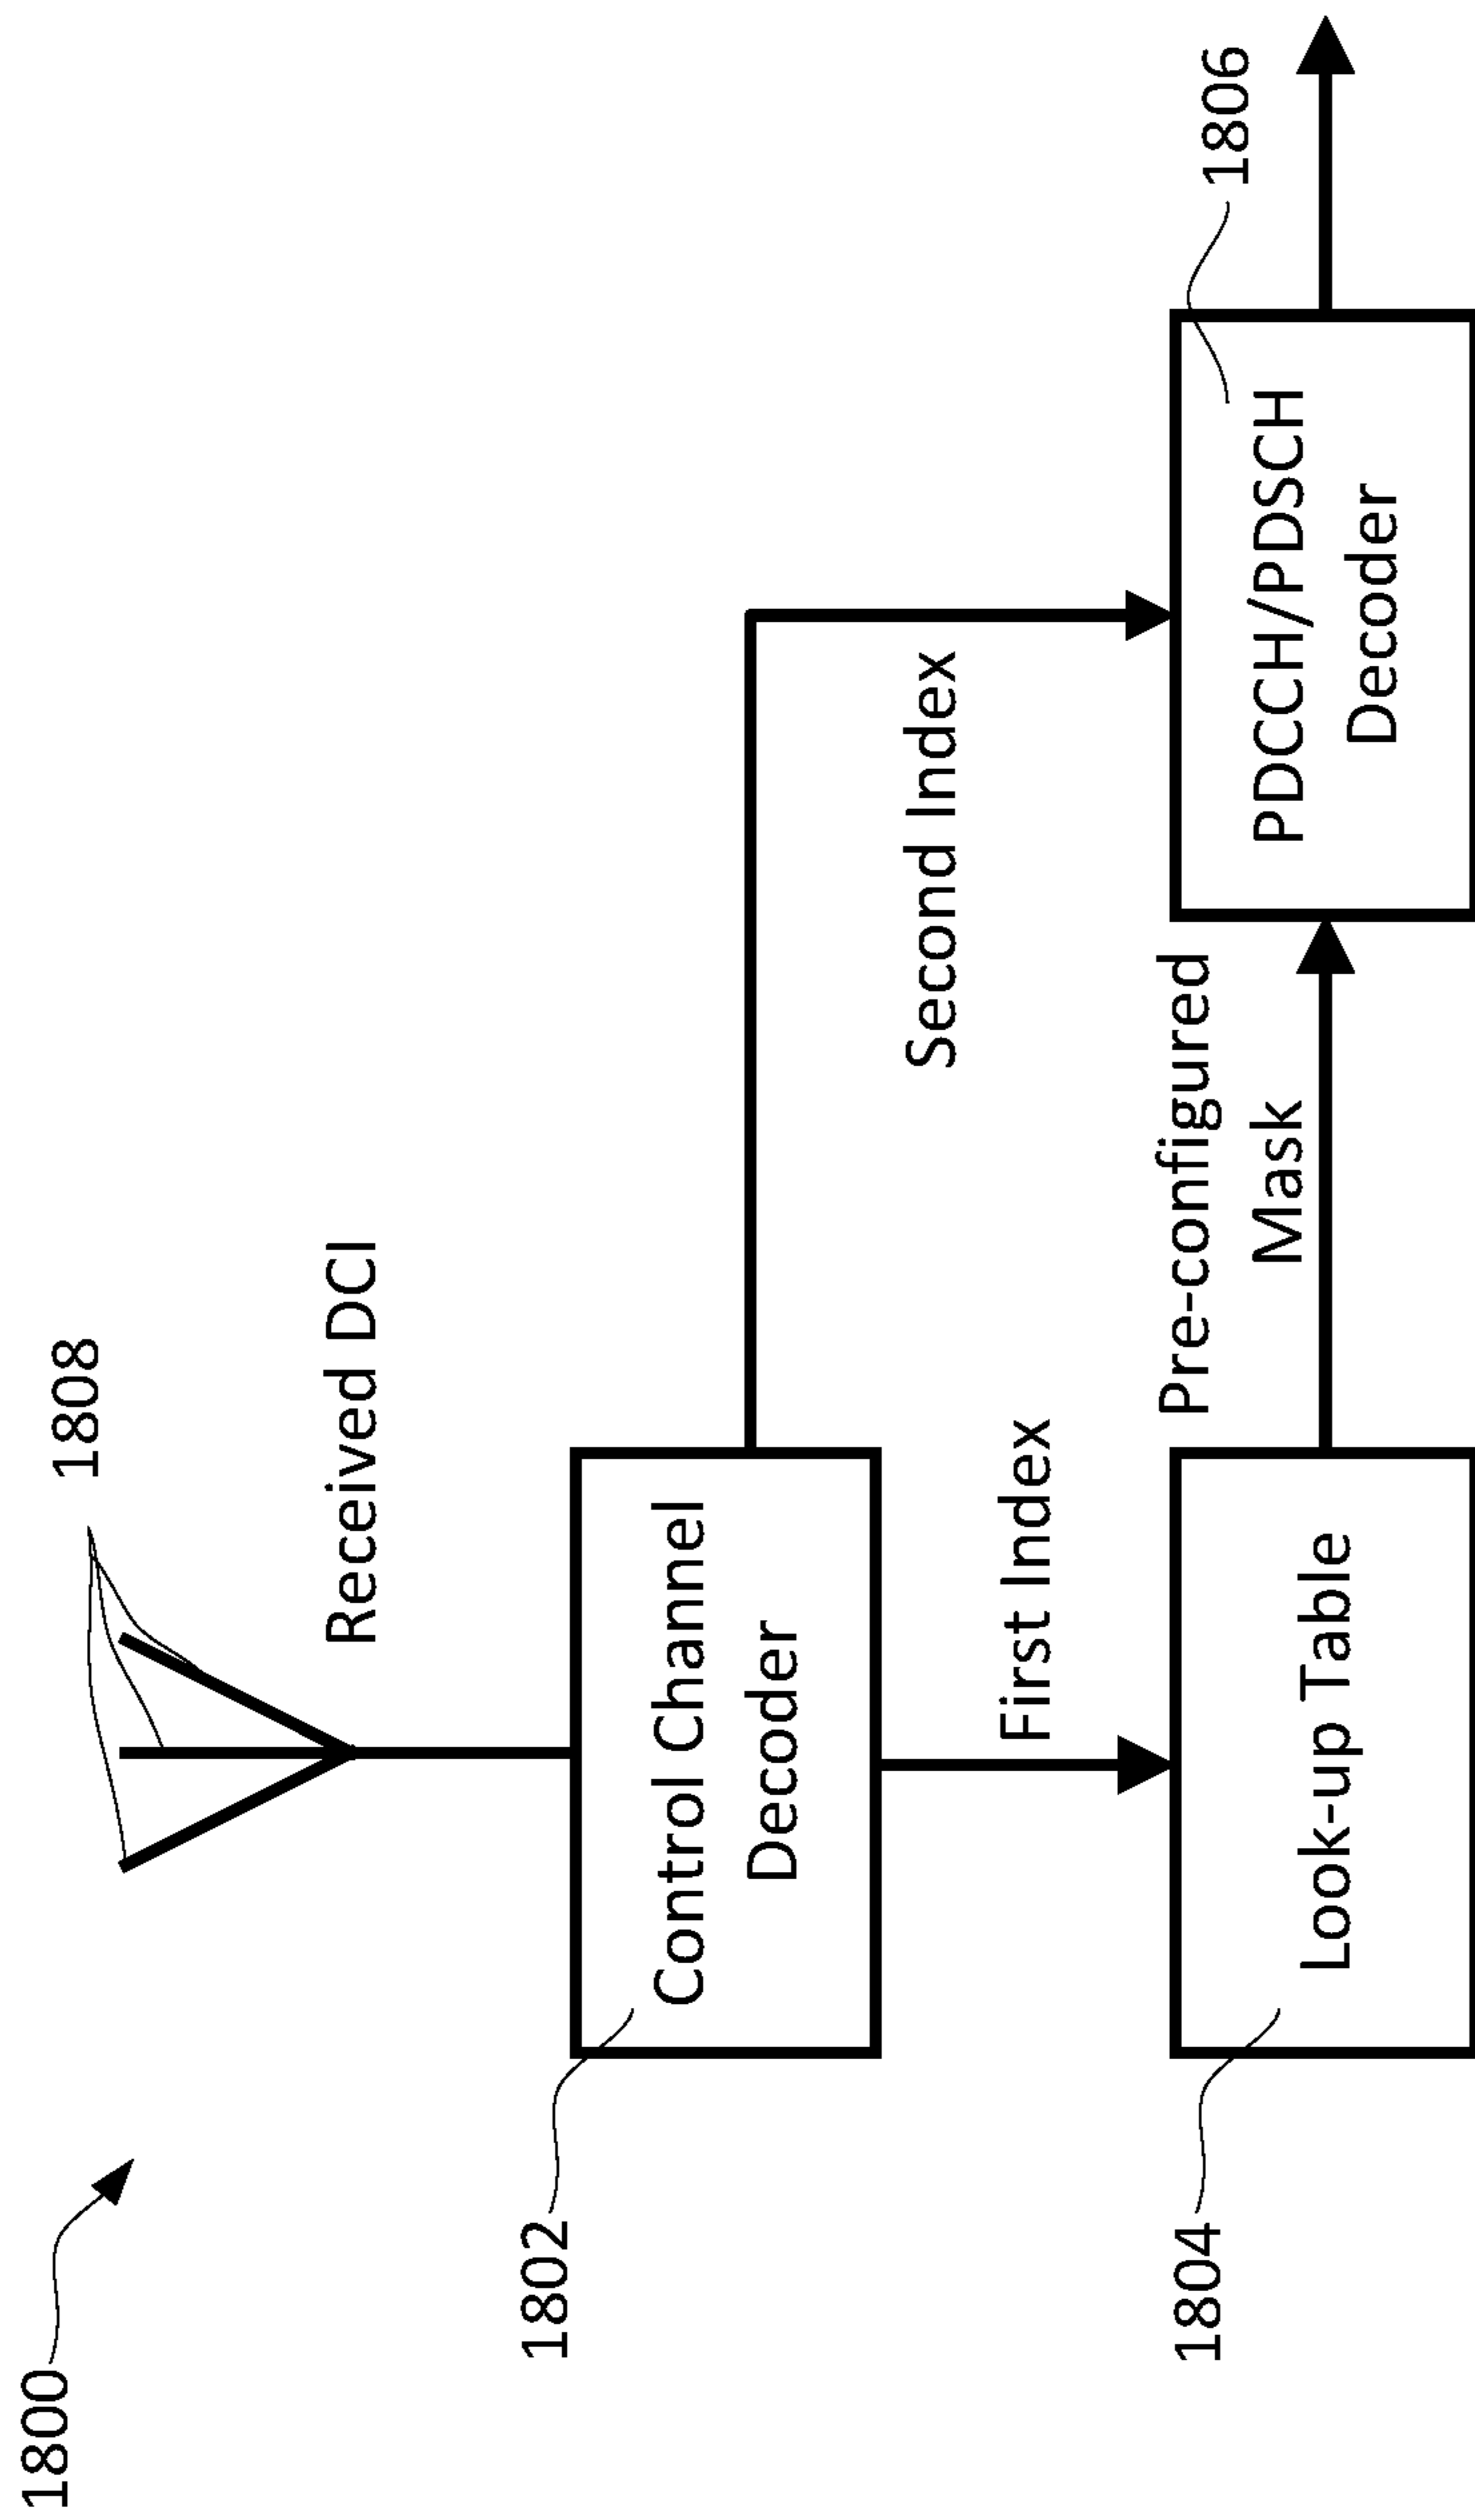 1800
1808
Received DCI
1802
Control Channel
Decoder
Second Index
First Index
1804
Look-up Table
Pre-configured
Mask
1806
PDCCH/PDSCH
Decoder